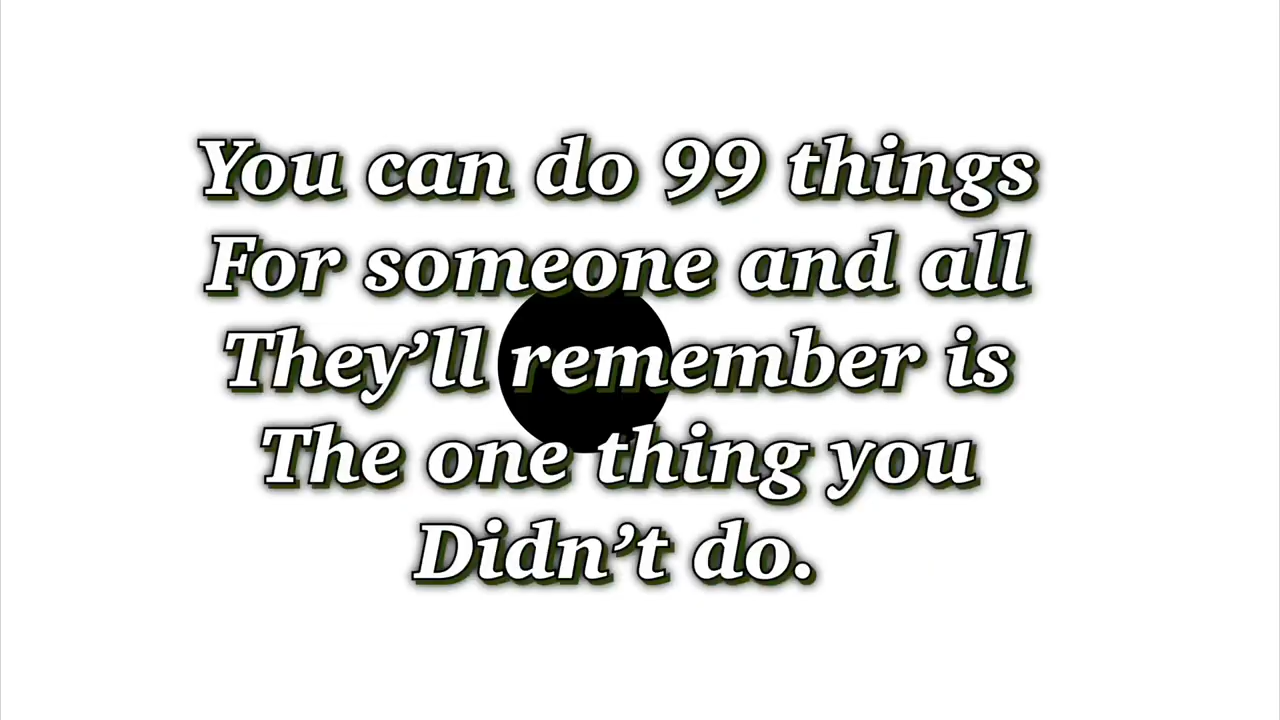 You can do 99 things
For someone and all
They’ll remember is
The one thing you
Didn’t do.